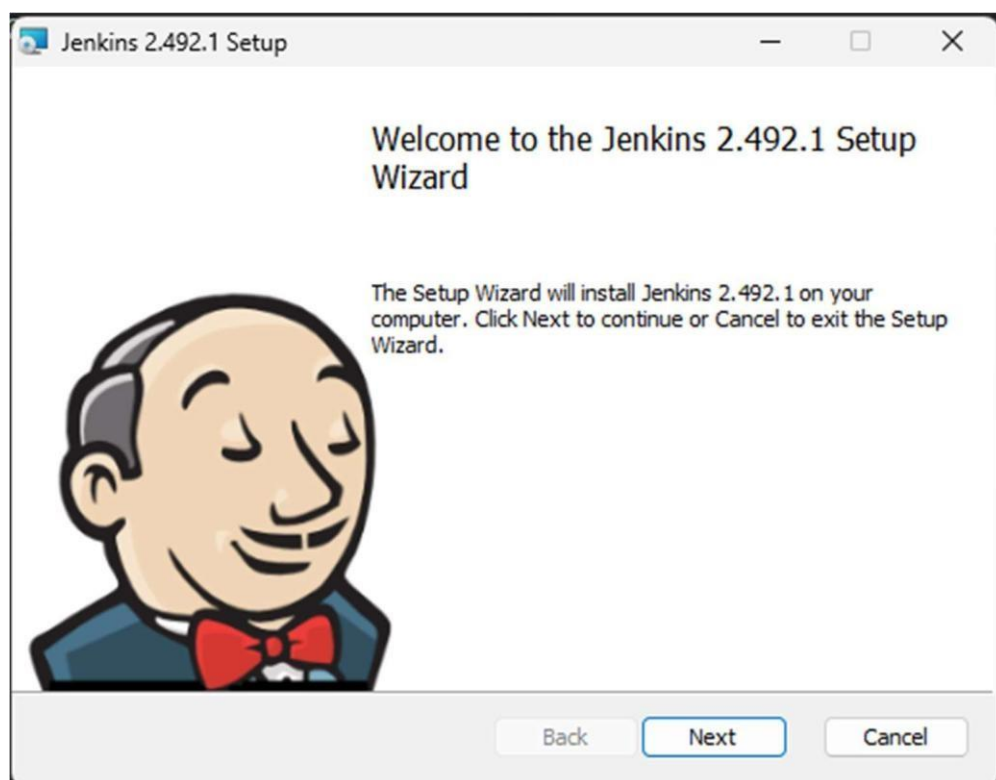 Jenkins 2.492.1 Setup
Welcome to the Jenkins 2.492.1 Setup
Wizard
The Setup Wizard will install Jenkins 2.492.1 on your
computer. Click Next to continue or Cancel to exit the Setup
Wizard.
Back Next Cancel